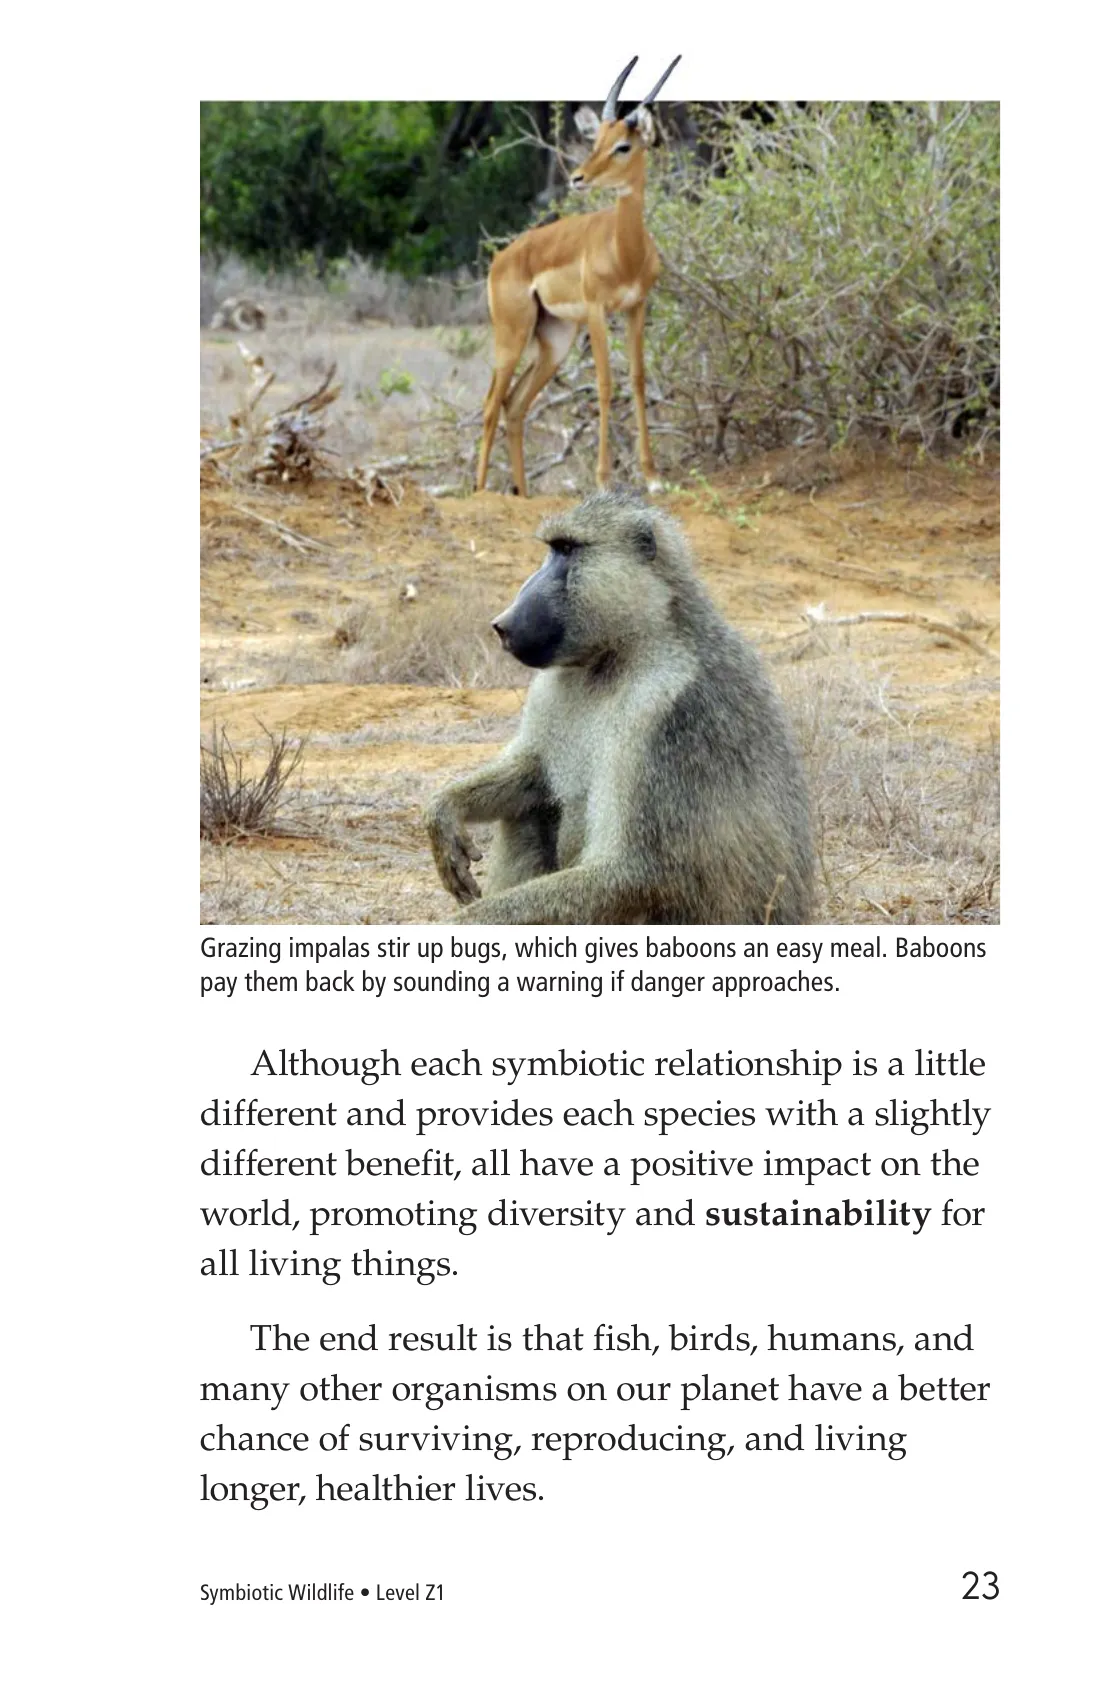 Grazing impalas stir up bugs, which gives baboons an easy meal. Baboons
pay them back by sounding a warning if danger approaches.
Although each symbiotic relationship is a little
different and provides each species with a slightly
different benefit, all have a positive impact on the
world, promoting diversity and sustainability for
all living things.
The end result is that fish, birds, humans, and
many other organisms on our planet have a better
chance of surviving, reproducing, and living
longer, healthier lives.
Symbiotic Wildlife • Level Z1
23